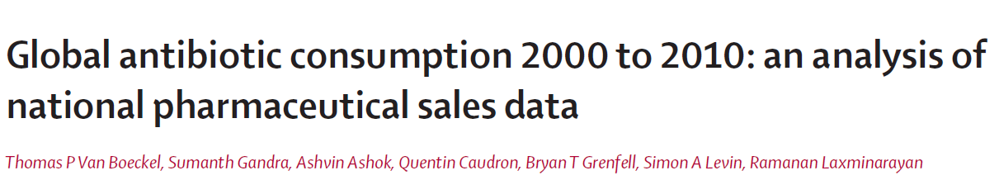 Global antibiotic consumption 2000 to 2010: an analysis of
national pharmaceutical sales data
Thomas P Van Boeckel, Sumanth Gandra, Ashvin Ashok, Quentin Caudron, Bryan T Grenfell, Simon A Levin, Ramanan Laxminarayan